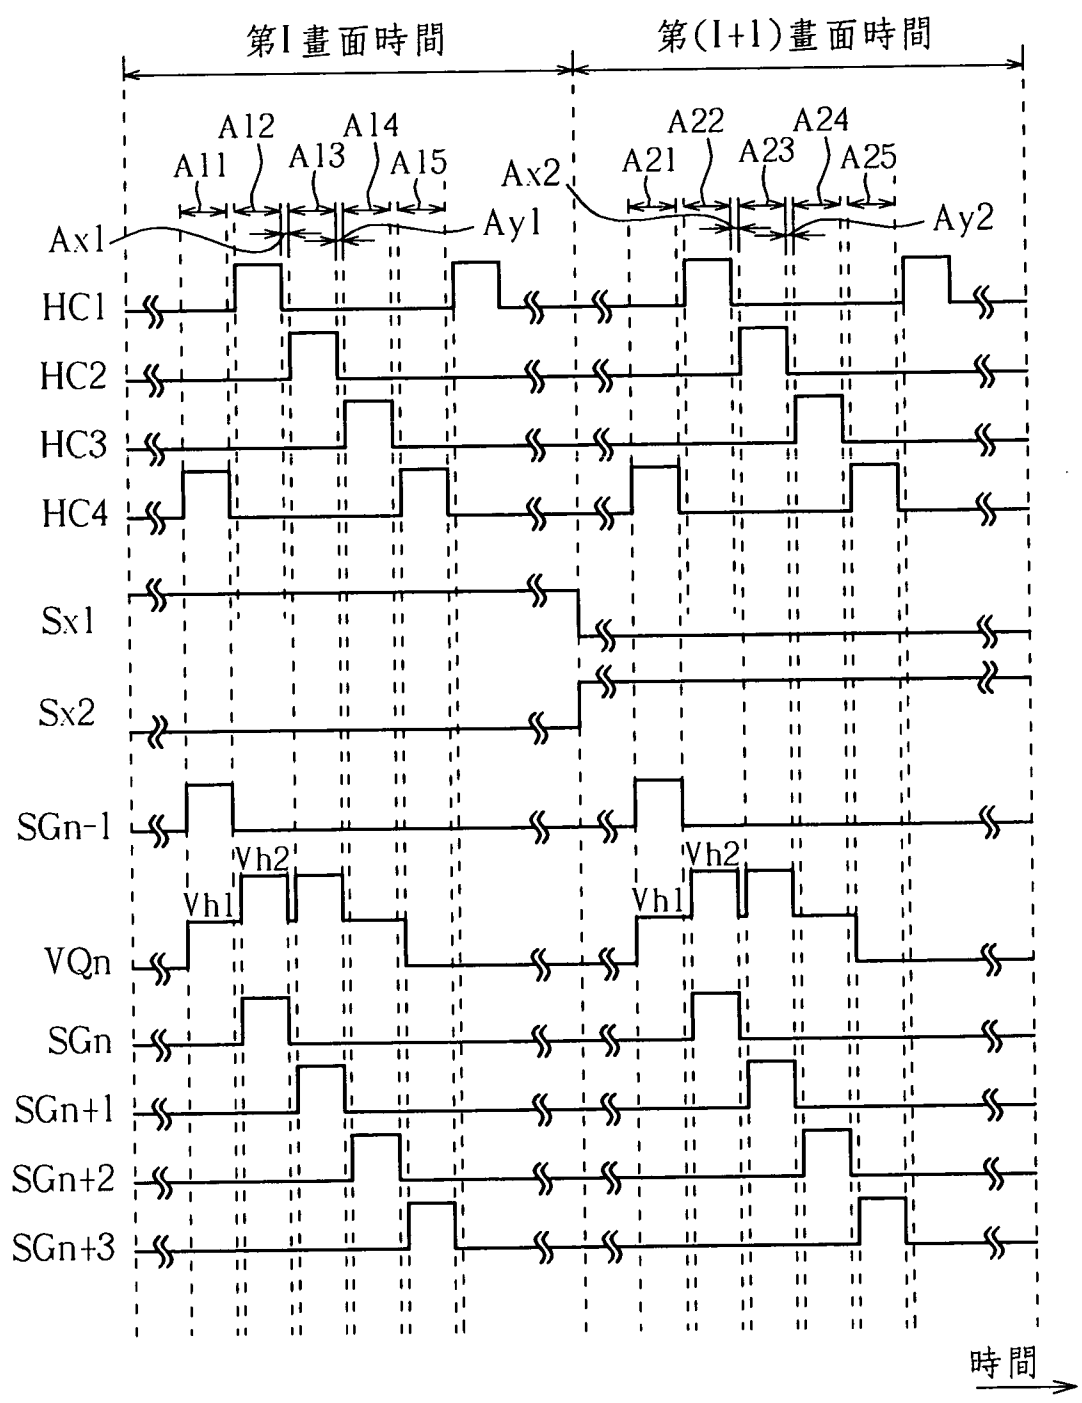 第I畫面時間
第(I+1)畫面時間
A11
A12
A13
A14
A15
Ax1
Ay1
A21
A22
A23
A24
A25
Ax2
Ay2
HC1
HC2
HC3
HC4
Sx1
Sx2
SGn-1
Vh1
Vh2
Vh1
Vh2
VQn
SGn
SGn+1
SGn+2
SGn+3
時間